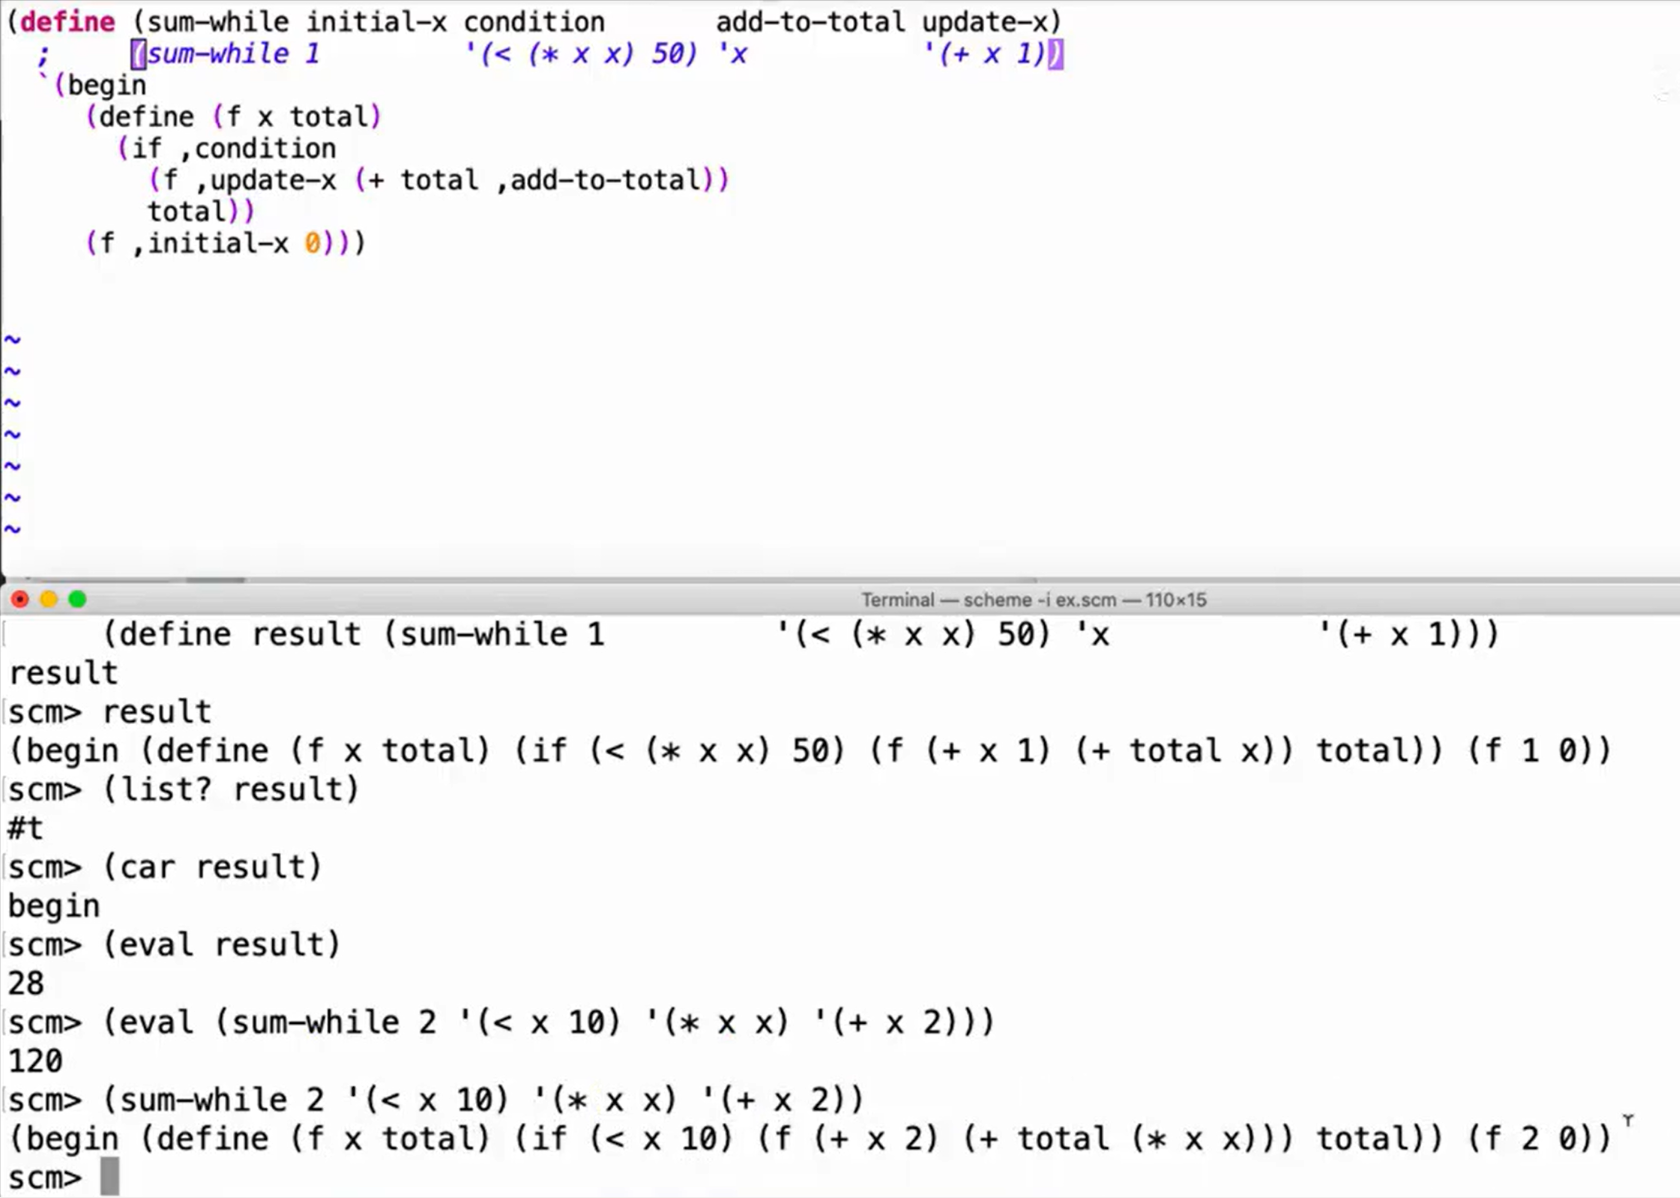 (define (sum-while initial-x condition       add-to-total update-x)
  ;     (sum-while 1         '(< (* x x) 50) 'x           '(+ x 1))
  `(begin
     (define (f x total)
       (if ,condition
         (f ,update-x (+ total ,add-to-total))
         total))
     (f ,initial-x 0)))
~
~
~
~
~
~
~
Terminal — scheme -i ex.scm — 110×15
     (define result (sum-while 1         '(< (* x x) 50) 'x           '(+ x 1)))
result
scm> result
(begin (define (f x total) (if (< (* x x) 50) (f (+ x 1) (+ total x)) total)) (f 1 0))
scm> (list? result)
#t
scm> (car result)
begin
scm> (eval result)
28
scm> (eval (sum-while 2 '(< x 10) '(* x x) '(+ x 2)))
120
scm> (sum-while 2 '(< x 10) '(* x x) '(+ x 2))
(begin (define (f x total) (if (< x 10) (f (+ x 2) (+ total (* x x))) total)) (f 2 0))
scm>